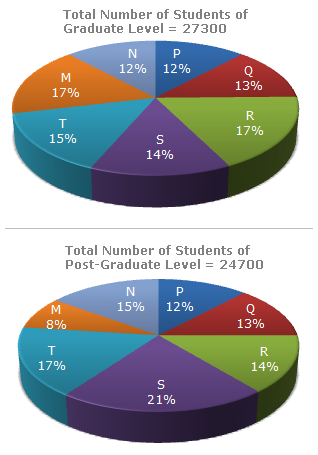 Total Number of Students of
Graduate Level = 27300
N
12%
P
12%
M
17%
Q
13%
R
17%
T
15%
S
14%
Total Number of Students of
Post-Graduate Level = 24700
N
15%
P
12%
M
8%
Q
13%
T
17%
R
14%
S
21%